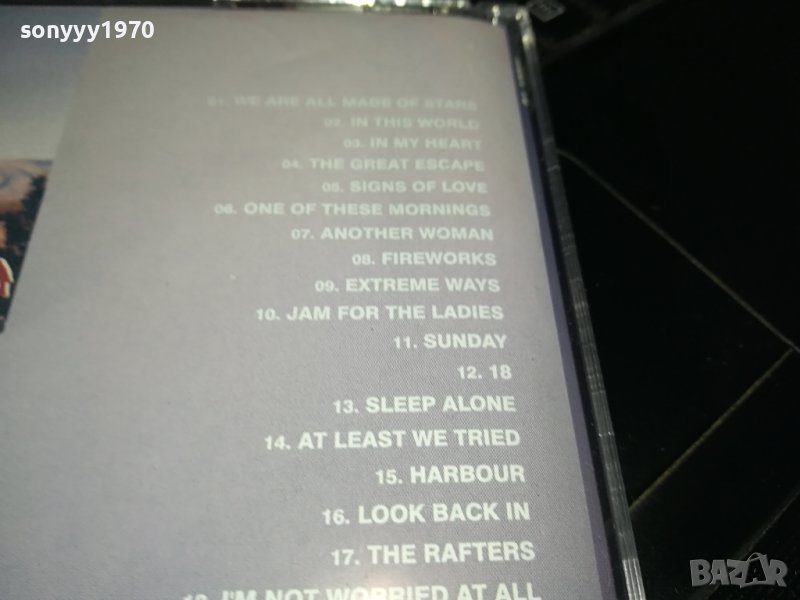 sonyyy1970
01. WE ARE ALL MADE OF STARS
02. IN THIS WORLD
03. IN MY HEART
04. THE GREAT ESCAPE
05. SIGNS OF LOVE
06. ONE OF THESE MORNINGS
07. ANOTHER WOMAN
08. FIREWORKS
09. EXTREME WAYS
10. JAM FOR THE LADIES
11. SUNDAY
12. 18
13. SLEEP ALONE
14. AT LEAST WE TRIED
15. HARBOUR
16. LOOK BACK IN
17. THE RAFTERS
18. I'M NOT WORRIED AT ALL
BAZAR